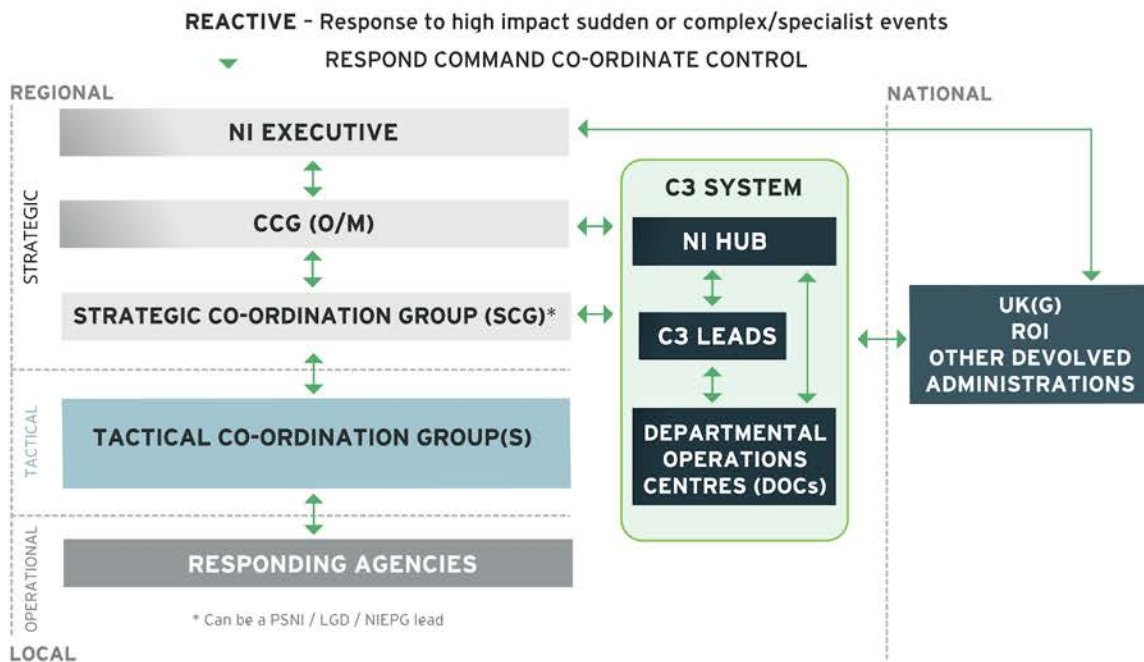 REACTIVE – Response to high impact sudden or complex/specialist events
RESPOND COMMAND CO-ORDINATE CONTROL
REGIONAL
NATIONAL
STRATEGIC
NI EXECUTIVE
CCG (O/M)
STRATEGIC CO-ORDINATION GROUP (SCG)*
TACTICAL
TACTICAL CO-ORDINATION GROUP(S)
OPERATIONAL
RESPONDING AGENCIES
* Can be a PSNI / LGD / NIEPG lead
LOCAL
C3 SYSTEM
NI HUB
C3 LEADS
DEPARTMENTAL
OPERATIONS
CENTRES (DOCs)
UK(G)
ROI
OTHER DEVOLVED
ADMINISTRATIONS